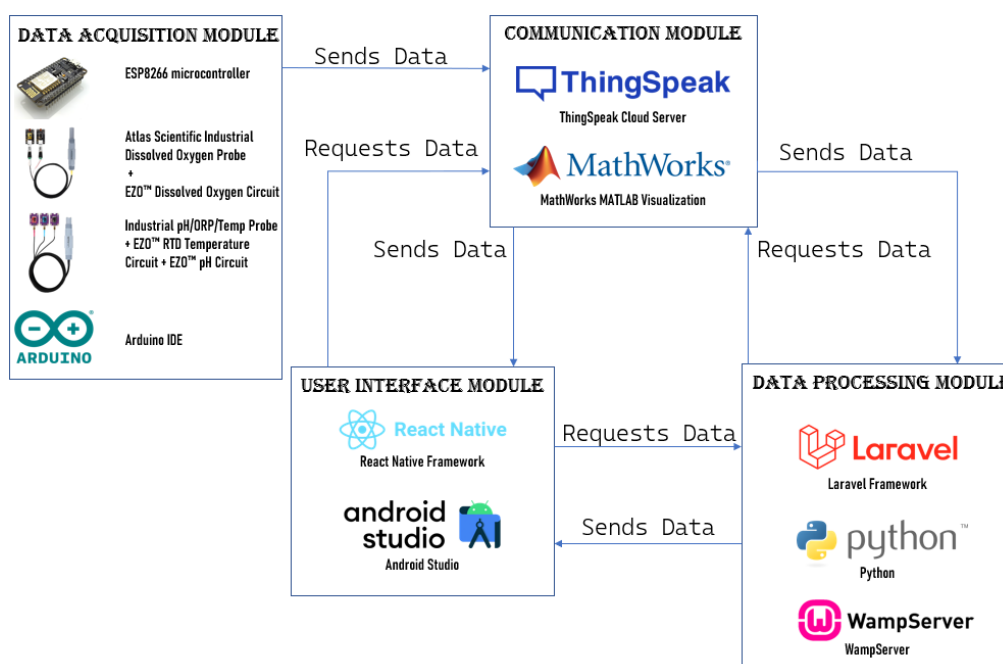 DATA ACQUISITION MODULE
ESP8266 microcontroller
Atlas Scientific Industrial
Dissolved Oxygen Probe
+
EZO™ Dissolved Oxygen Circuit
Industrial pH/ORP/Temp Probe
+ EZO™ RTD Temperature
Circuit + EZO™ pH Circuit
ARDUINO
Arduino IDE
Sends Data
Requests Data
COMMUNICATION MODULE
ThingSpeak
ThingSpeak Cloud Server
MathWorks®
MathWorks MATLAB Visualization
Sends Data
Sends Data
Requests Data
USER INTERFACE MODULE
React Native
React Native Framework
android
studio
Android Studio
Requests Data
Sends Data
DATA PROCESSING MODULE
Laravel
Laravel Framework
python™
Python
WampServer
WampServer